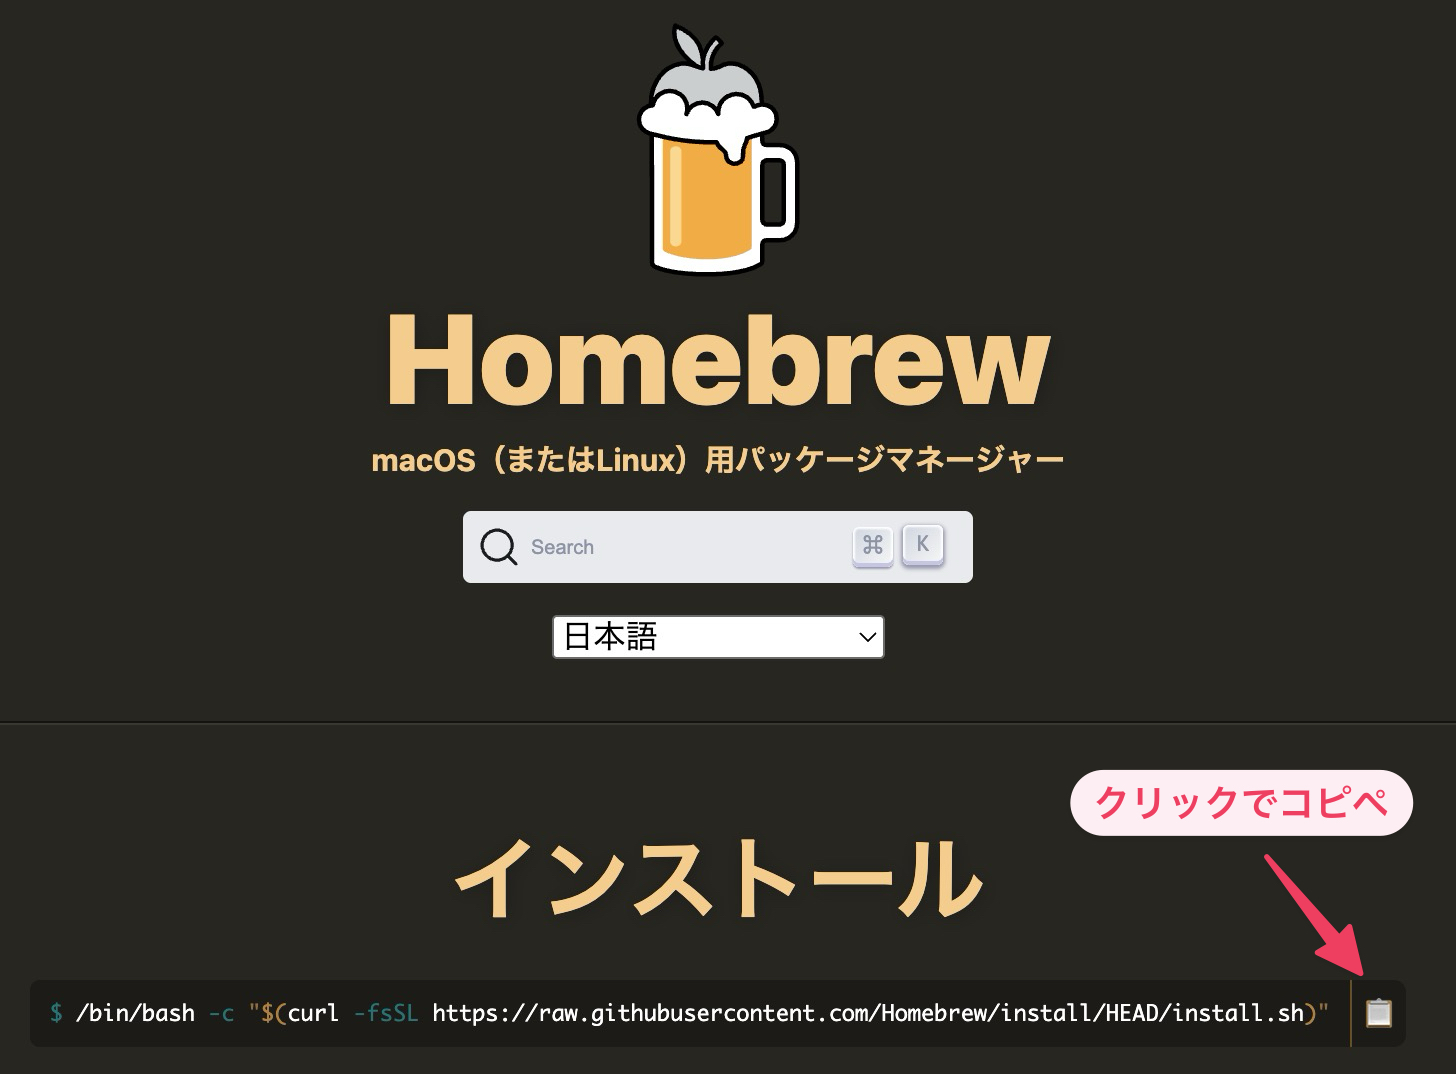 Homebrew
macOS（またはLinux）用パッケージマネージャー
Search ⌘ K
日本語
クリックでコピペ
インストール
$ /bin/bash -c "$(curl -fsSL https://raw.githubusercontent.com/Homebrew/install/HEAD/install.sh)"